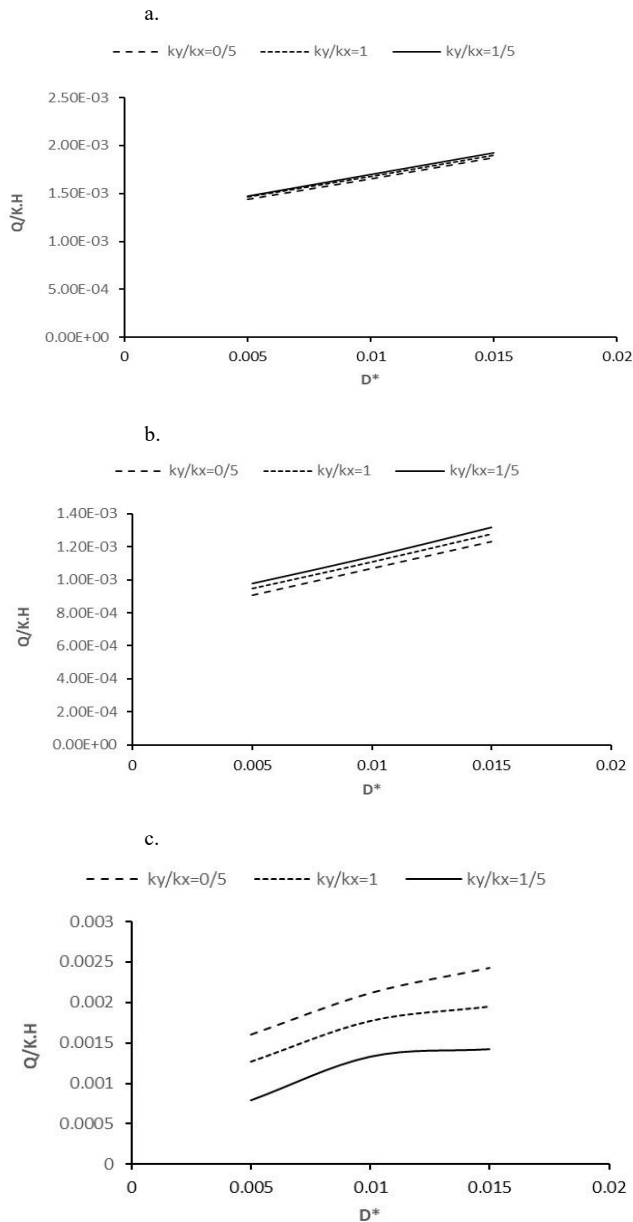 a.
ky/kx=0/5 ky/kx=1 ky/kx=1/5
2.50E-03
2.00E-03
1.50E-03
1.00E-03
5.00E-04
0.00E+00
Q/K.H
0 0.005 0.01 0.015 0.02
D*
b.
ky/kx=0/5 ky/kx=1 ky/kx=1/5
1.40E-03
1.20E-03
1.00E-03
8.00E-04
6.00E-04
4.00E-04
2.00E-04
0.00E+00
Q/K.H
0 0.005 0.01 0.015 0.02
D*
c.
ky/kx=0/5 ky/kx=1 ky/kx=1/5
0.003
0.0025
0.002
0.0015
0.001
0.0005
0
Q/K.H
0 0.005 0.01 0.015 0.02
D*